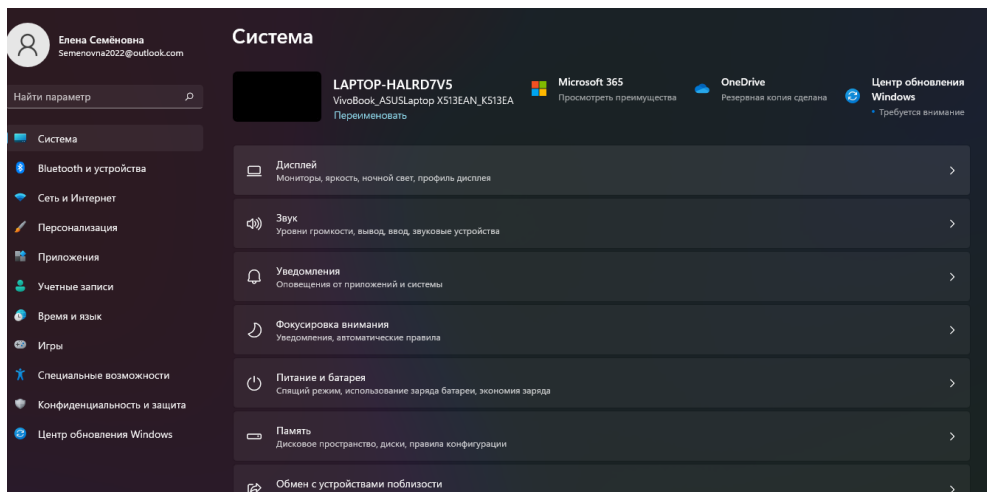 Елена Семёновна
Semenovna2022@outlook.com
Найти параметр
Система
Bluetooth и устройства
Сеть и Интернет
Персонализация
Приложения
Учетные записи
Время и язык
Игры
Специальные возможности
Конфиденциальность и защита
Центр обновления Windows
Система
LAPTOP-HALRD7V5
VivoBook_ASUSLaptop X513EAN_K513EA
Переименовать
Microsoft 365
Просмотреть преимущества
OneDrive
Резервная копия сделана
Центр обновления
Windows
• Требуется внимание
Дисплей
Мониторы, яркость, ночной свет, профиль дисплея
Звук
Уровни громкости, вывод, ввод, звуковые устройства
Уведомления
Оповещения от приложений и системы
Фокусировка внимания
Уведомления, автоматические правила
Питание и батарея
Спящий режим, использование заряда батареи, экономия заряда
Память
Дисковое пространство, диски, правила конфигурации
Обмен с устройствами поблизости